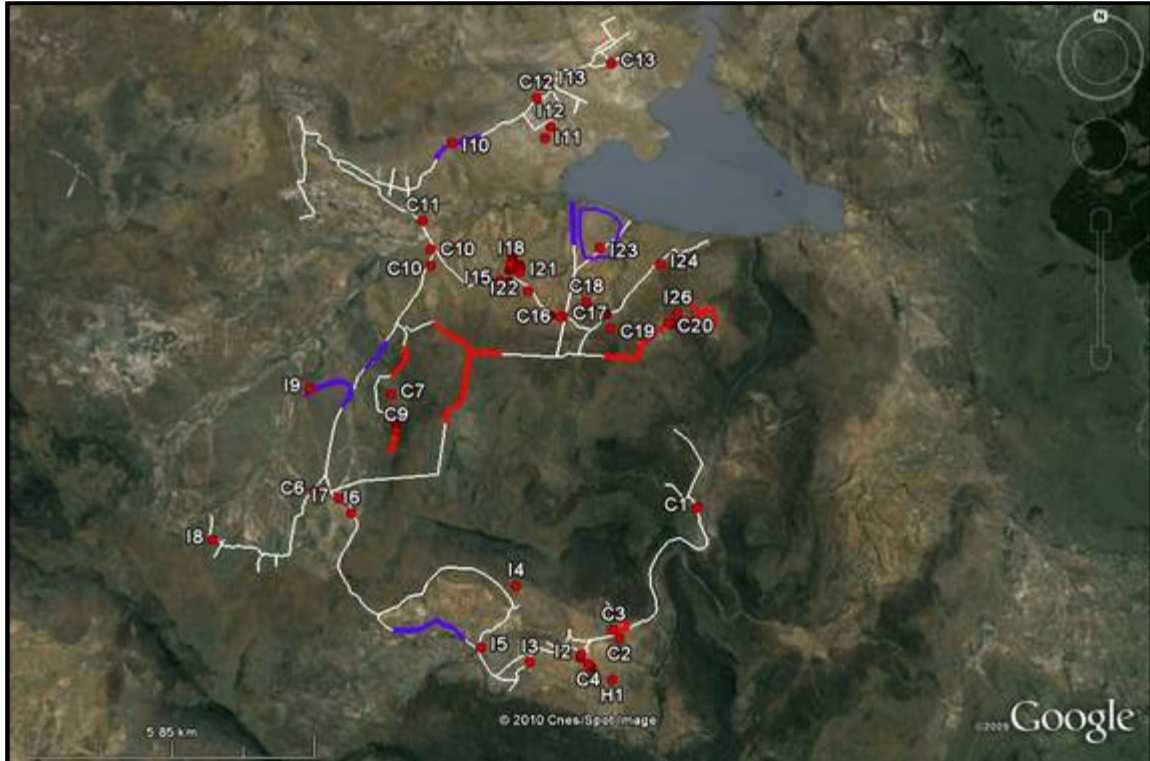 N
C13
I13
C12
I12
I11
I10
C11
C10
I18
I23
C10
I21
I24
I15
I22
C18
C16
C17
I26
C19
C20
I9
C7
C9
C6
I7
I6
C1
I8
I4
C3
I5
I3
I2
C2
C4
H1
5.85 km
© 2010 Cnes/Spot Image
©2009 Google